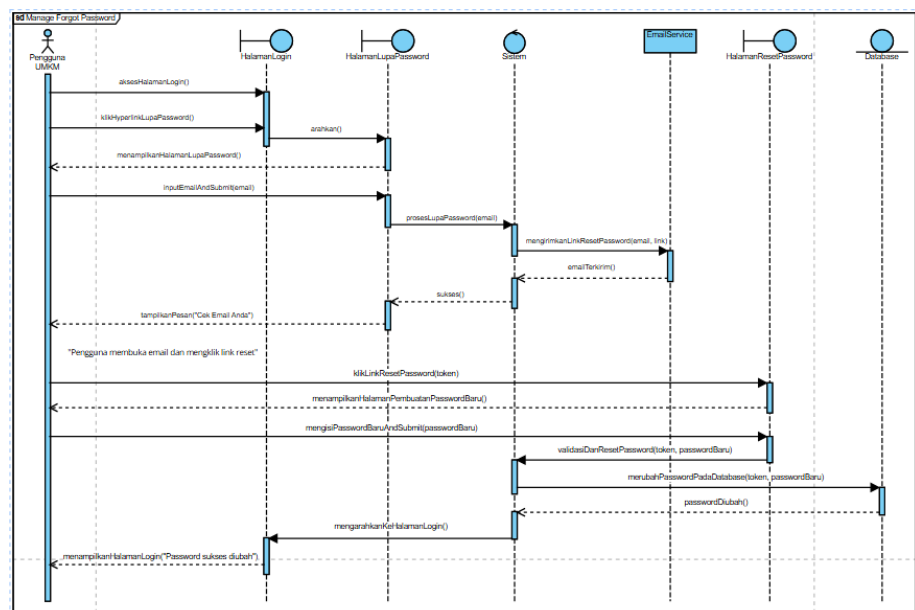 sd Manage Forgot Password
Pengguna
UMKM
HalamanLogin
HalamanLupaPassword
Sistem
EmailService
HalamanResetPassword
Database
aksesHalamanLogin()
klikHyperlinkLupaPassword()
arahkan()
menampilkanHalamanLupaPassword()
inputEmailAndSubmit(email)
prosesLupaPassword(email)
mengirimkanLinkResetPassword(email, link)
emailTerkirim()
sukses()
tampilkanPesan("Cek Email Anda")
"Pengguna membuka email dan mengklik link reset"
klikLinkResetPassword(token)
menampilkanHalamanPembuatanPasswordBaru()
mengisiPasswordBaruAndSubmit(passwordBaru)
validasiDanResetPassword(token, passwordBaru)
merubahPasswordPadaDatabase(token, passwordBaru)
passwordDiubah()
mengarahkanKeHalamanLogin()
menampilkanHalamanLogin("Password sukses diubah")